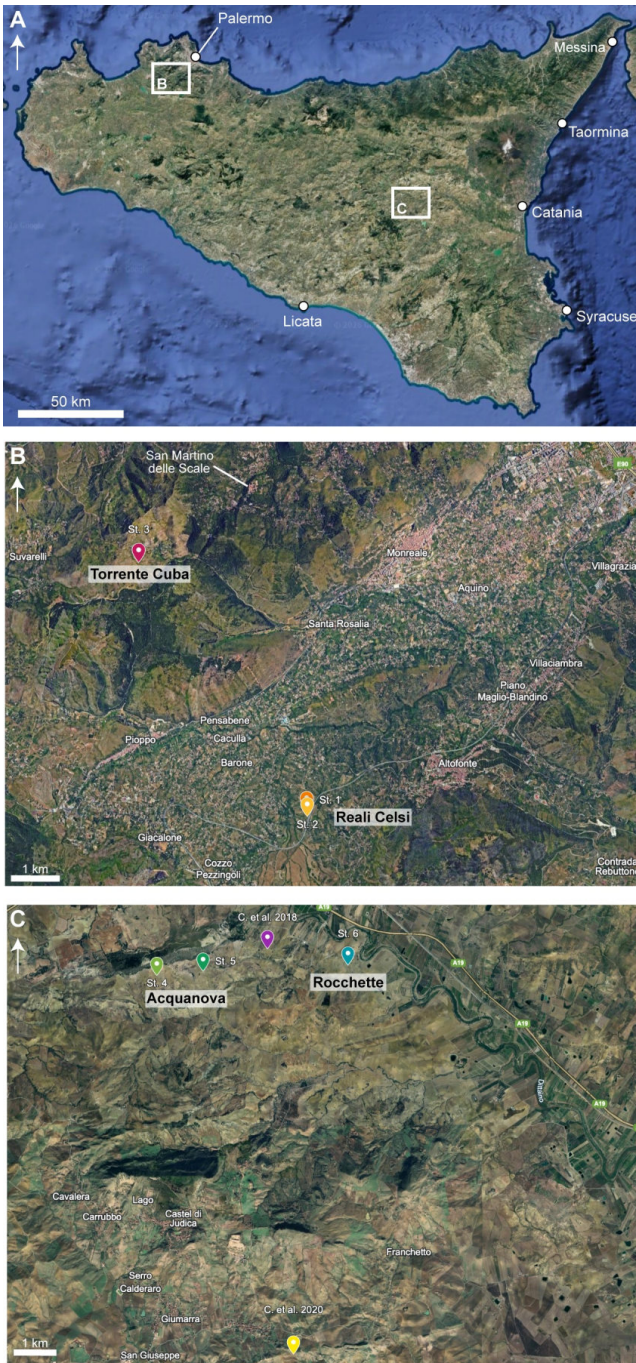 A
Palermo
Messina
B
Taormina
C
Catania
Licata
Syracuse
50 km
B
San Martino
delle Scale
E90
St. 3
Suvarelli
Monreale
Torrente Cuba
Villagrazia
Aquino
Santa Rosalia
Villaciambra
Piano
Maglio-Blandino
Pensabene
Pioppo
Caculla
Barone
Altofonte
St. 1
St. 2
Reali Celsi
Giacalone
1 km
Cozzo
Pezzingoli
Contrada
Rebuttone
C
C. et al. 2018
A19
St. 6
St. 5
A19
St. 4
Acquanova
Rocchette
A19
Dittaino
A19
Cavalera
Lago
Carrubbo
Castel di
Judica
Franchetto
Serro
Calderaro
C. et al. 2020
Giumarra
1 km
San Giuseppe